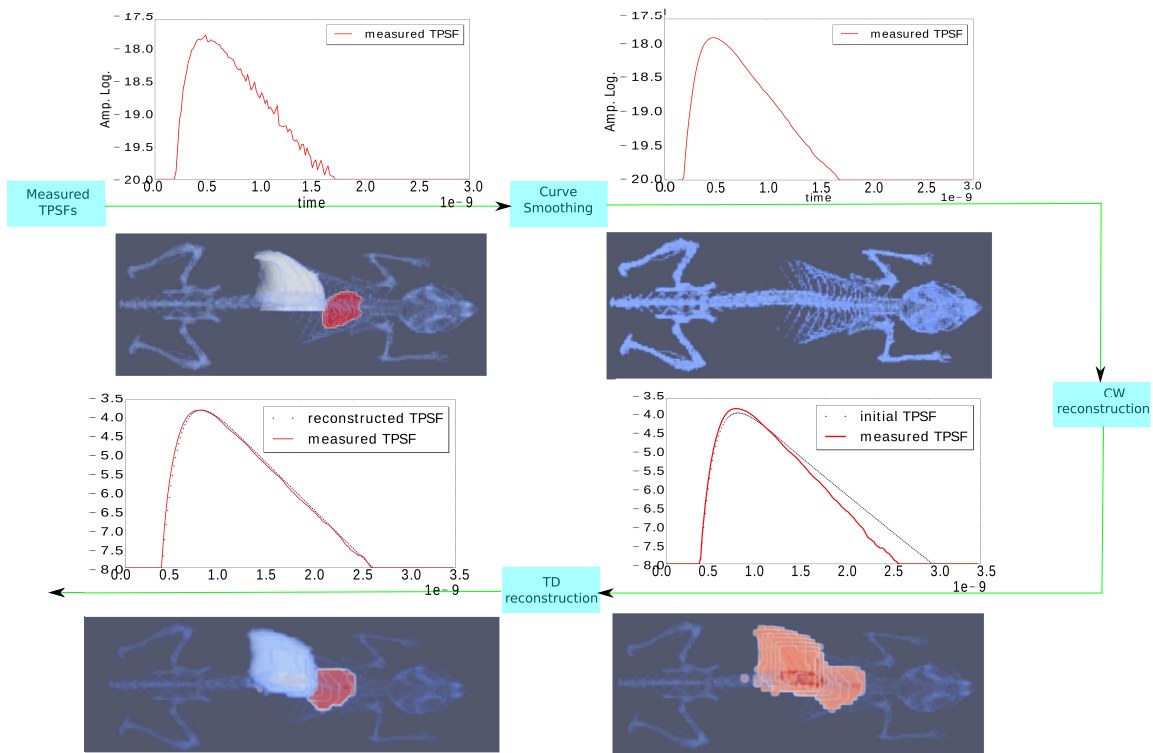 −17.5
−18.0
−18.5
−19.0
−19.5
−20.0
Amp. Log.
measured TPSF
0.0 0.5 1.0 1.5 2.0 2.5 3.0
time 1e−9
−17.5
−18.0
−18.5
−19.0
−19.5
−20.0
Amp. Log.
measured TPSF
0.0 0.5 1.0 1.5 2.0 2.5 3.0
time 1e−9
Measured
TPSFs
Curve
Smoothing
CW
reconstruction
−3.5
−4.0
−4.5
−5.0
−5.5
−6.0
−6.5
−7.0
−7.5
−8.0
reconstructed TPSF
measured TPSF
0.0 0.5 1.0 1.5 2.0 2.5 3.0 3.5
1e−9
−3.5
−4.0
−4.5
−5.0
−5.5
−6.0
−6.5
−7.0
−7.5
−8.0
initial TPSF
measured TPSF
0.0 0.5 1.0 1.5 2.0 2.5 3.0 3.5
1e−9
TD
reconstruction